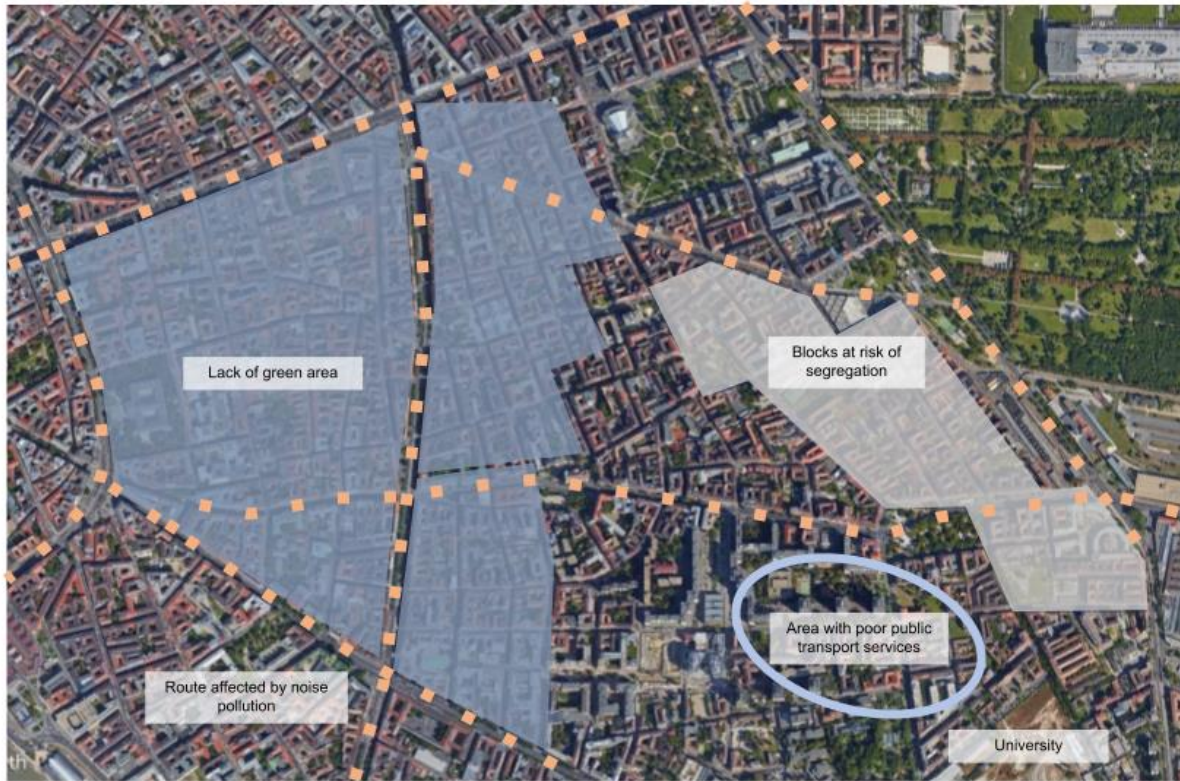 Lack of green area
Blocks at risk of
segregation
Area with poor public
transport services
Route affected by noise
pollution
University